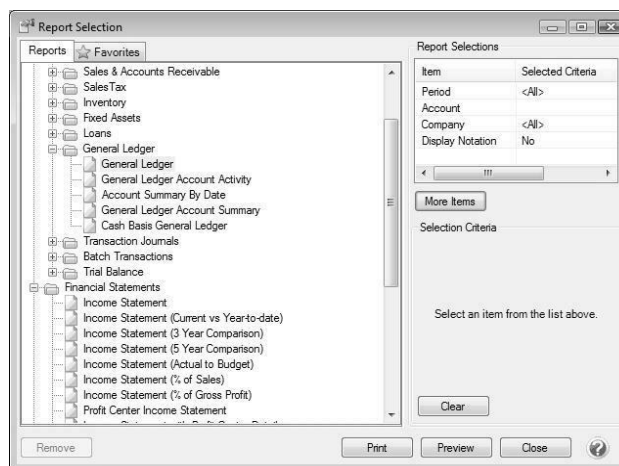 Report Selection
Reports
Favorites
Sales & Accounts Receivable
SalesTax
Inventory
Fixed Assets
Loans
General Ledger
General Ledger
General Ledger Account Activity
Account Summary By Date
General Ledger Account Summary
Cash Basis General Ledger
Transaction Journals
Batch Transactions
Trial Balance
Financial Statements
Income Statement
Income Statement (Current vs Year-to-date)
Income Statement (3 Year Comparison)
Income Statement (5 Year Comparison)
Income Statement (Actual to Budget)
Income Statement (% of Sales)
Income Statement (% of Gross Profit)
Profit Center Income Statement
Remove
Report Selections
Item Selected Criteria
Period <All>
Account
Company <All>
Display Notation No
More Items
Selection Criteria
Select an item from the list above.
Clear
Print
Preview
Close
?